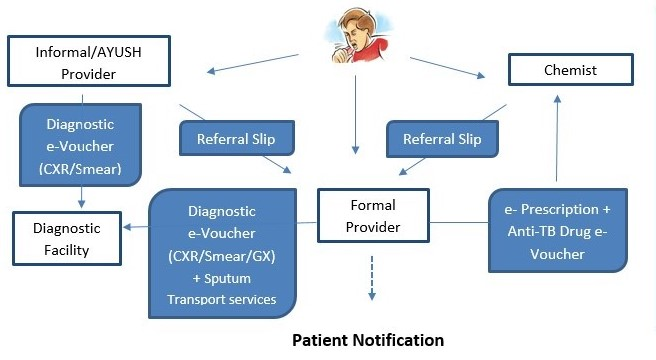 Informal/AYUSH
Provider
Chemist
Diagnostic
e-Voucher
(CXR/Smear)
Referral Slip
Referral Slip
Diagnostic
Facility
Diagnostic
e-Voucher
(CXR/Smear/GX)
+ Sputum
Transport services
Formal
Provider
e- Prescription +
Anti-TB Drug e-
Voucher
Patient Notification